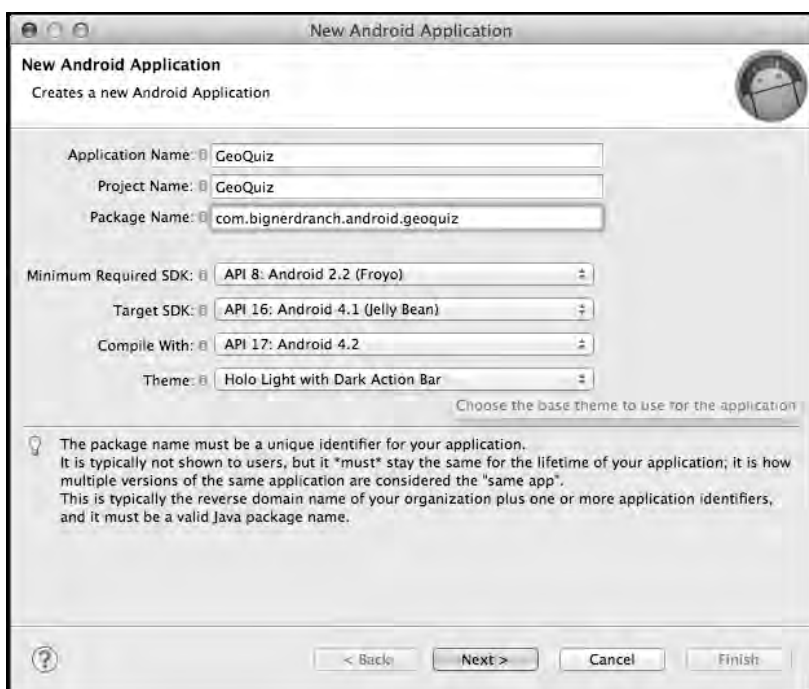 New Android Application
New Android Application
Creates a new Android Application
Application Name: GeoQuiz
Project Name: GeoQuiz
Package Name: com.bignerdranch.android.geoquiz
Minimum Required SDK: API 8: Android 2.2 (Froyo)
Target SDK: API 16: Android 4.1 (Jelly Bean)
Compile With: API 17: Android 4.2
Theme: Holo Light with Dark Action Bar
Choose the base theme to use for the application
The package name must be a unique identifier for your application.
It is typically not shown to users, but it *must* stay the same for the lifetime of your application; it is how
multiple versions of the same application are considered the "same app".
This is typically the reverse domain name of your organization plus one or more application identifiers,
and it must be a valid Java package name.
? < Back Next > Cancel Finish